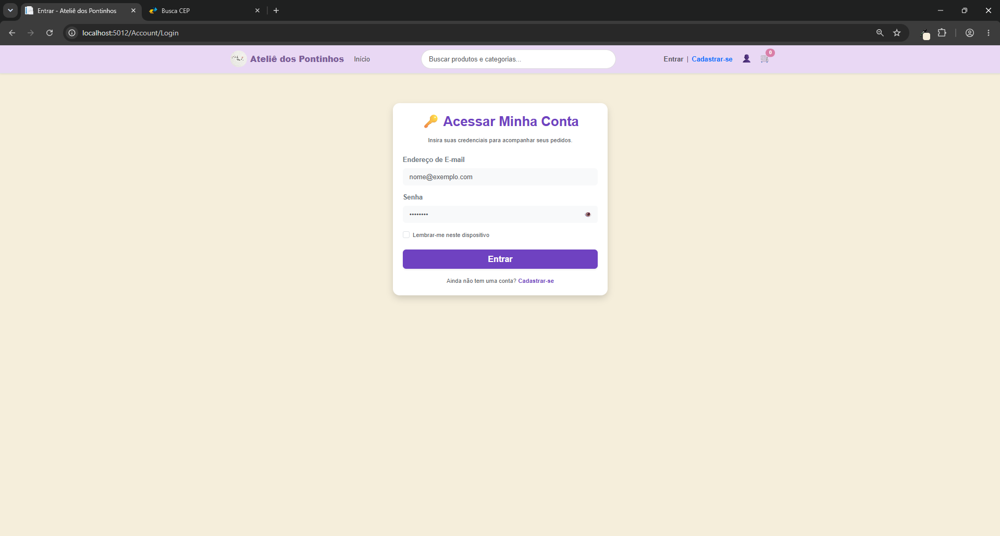 Entrar - Ateliê dos Pontinhos
Busca CEP
localhost:5012/Account/Login
Ateliê dos Pontinhos
Início
Buscar produtos e categorias...
Entrar | Cadastrar-se
0
Acessar Minha Conta
Insira suas credenciais para acompanhar seus pedidos.
Endereço de E-mail
nome@exemplo.com
Senha
••••••••
Lembrar-me neste dispositivo
Entrar
Ainda não tem uma conta? Cadastrar-se